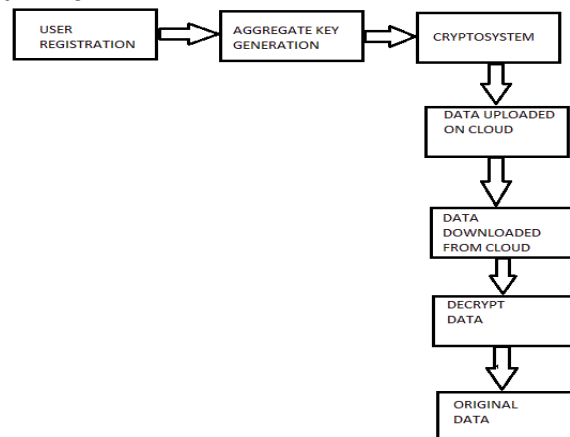 USER
REGISTRATION
AGGREGATE KEY
GENERATION
CRYPTOSYSTEM
DATA UPLOADED
ON CLOUD
DATA
DOWNLOADED
FROM CLOUD
DECRYPT
DATA
ORIGINAL
DATA